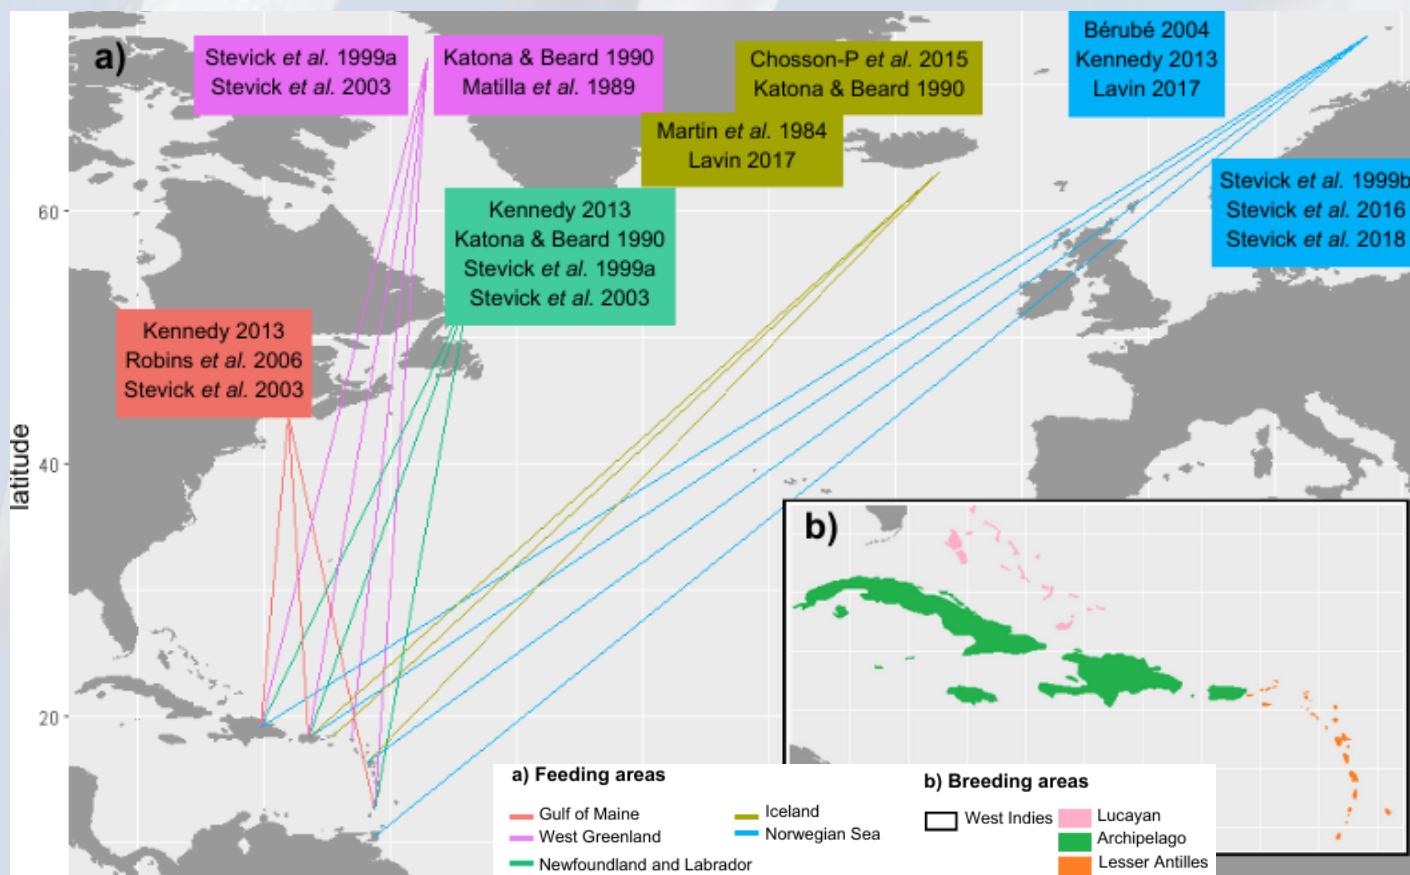 a)
Stevick et al. 1999a
Stevick et al. 2003
Katona & Beard 1990
Matilla et al. 1989
Chosson-P et al. 2015
Katona & Beard 1990
Martin et al. 1984
Lavin 2017
Bérubé 2004
Kennedy 2013
Lavin 2017
Stevick et al. 1999b
Stevick et al. 2016
Stevick et al. 2018
Kennedy 2013
Katona & Beard 1990
Stevick et al. 1999a
Stevick et al. 2003
Kennedy 2013
Robins et al. 2006
Stevick et al. 2003
60
40
20
latitude
b)
a) Feeding areas
Gulf of Maine
West Greenland
Newfoundland and Labrador
Iceland
Norwegian Sea
b) Breeding areas
West Indies
Lucayan
Archipelago
Lesser Antilles